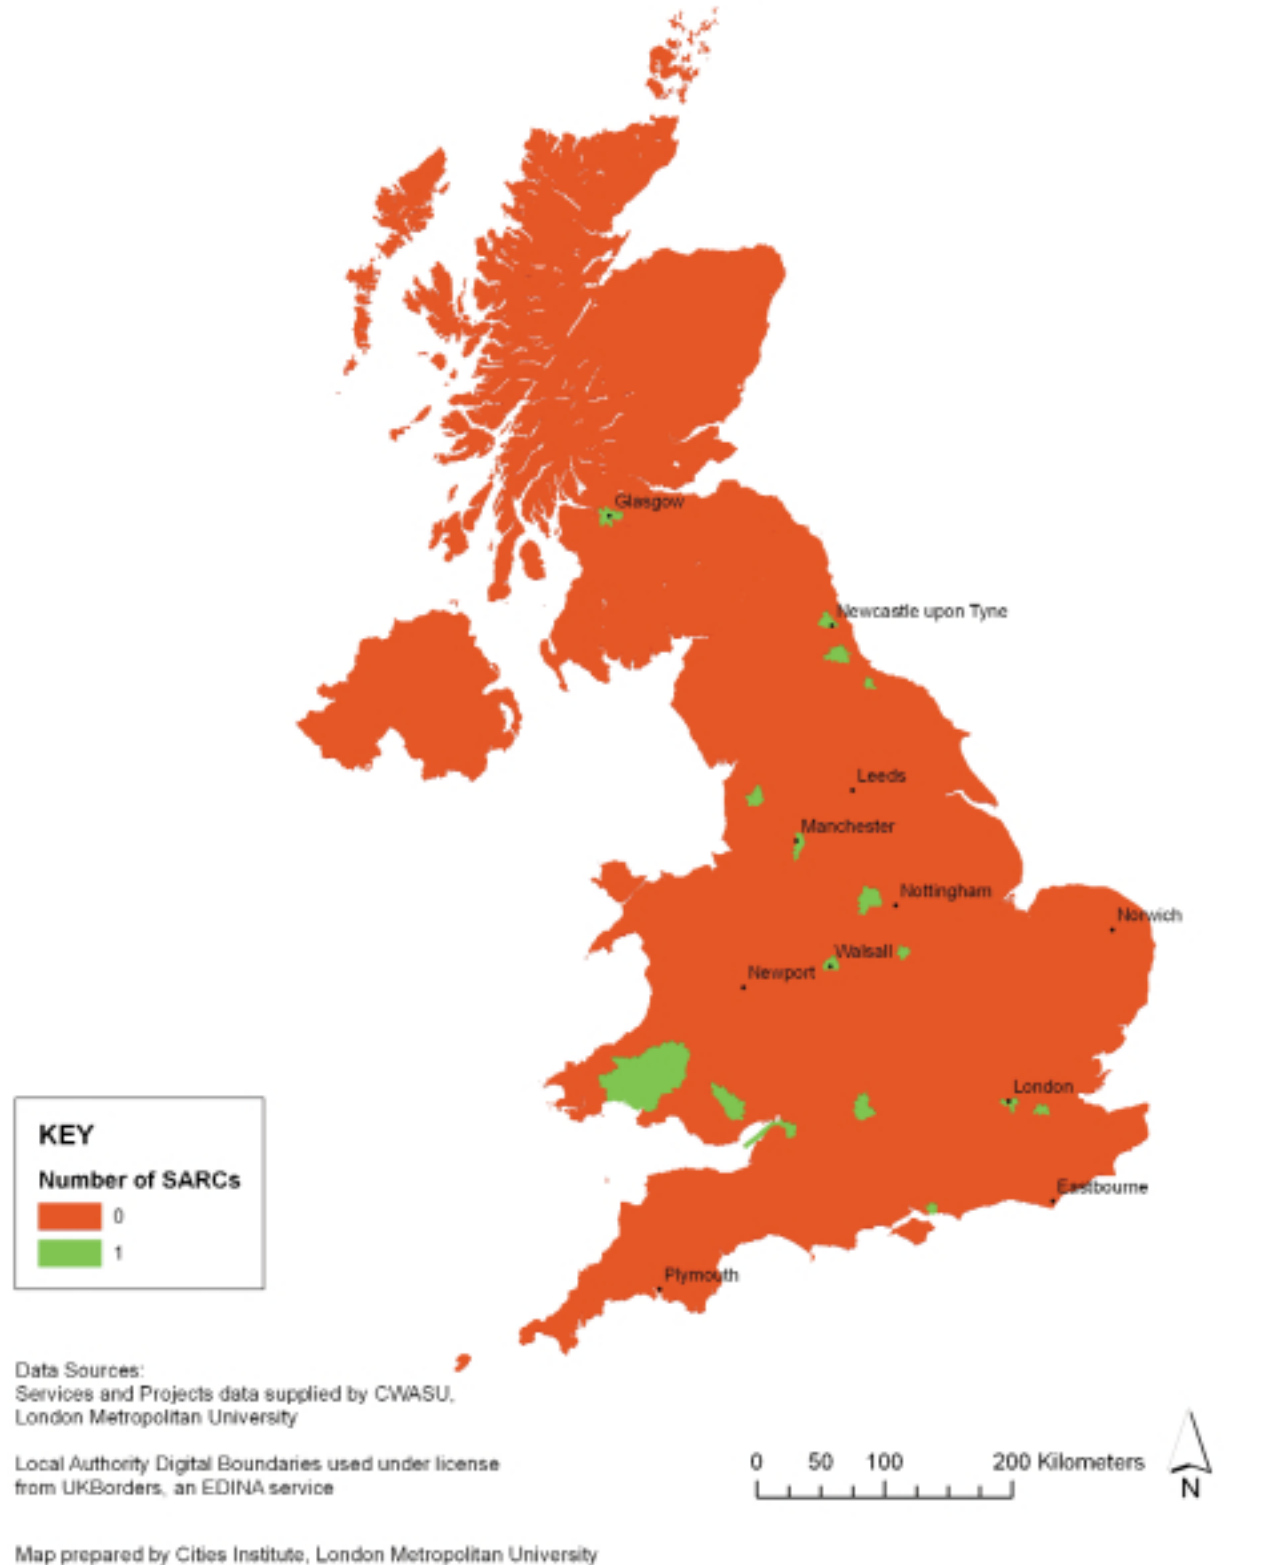 Glasgow
Newcastle upon Tyne
Leeds
Manchester
Nottingham
Norwich
Walsall
Newport
London
Eastbourne
Plymouth
KEY
Number of SARCs
0
1
Data Sources:
Services and Projects data supplied by CWASU,
London Metropolitan University
Local Authority Digital Boundaries used under license
from UKBorders, an EDINA service
0 50 100 200 Kilometers
N
Map prepared by Cities Institute, London Metropolitan University